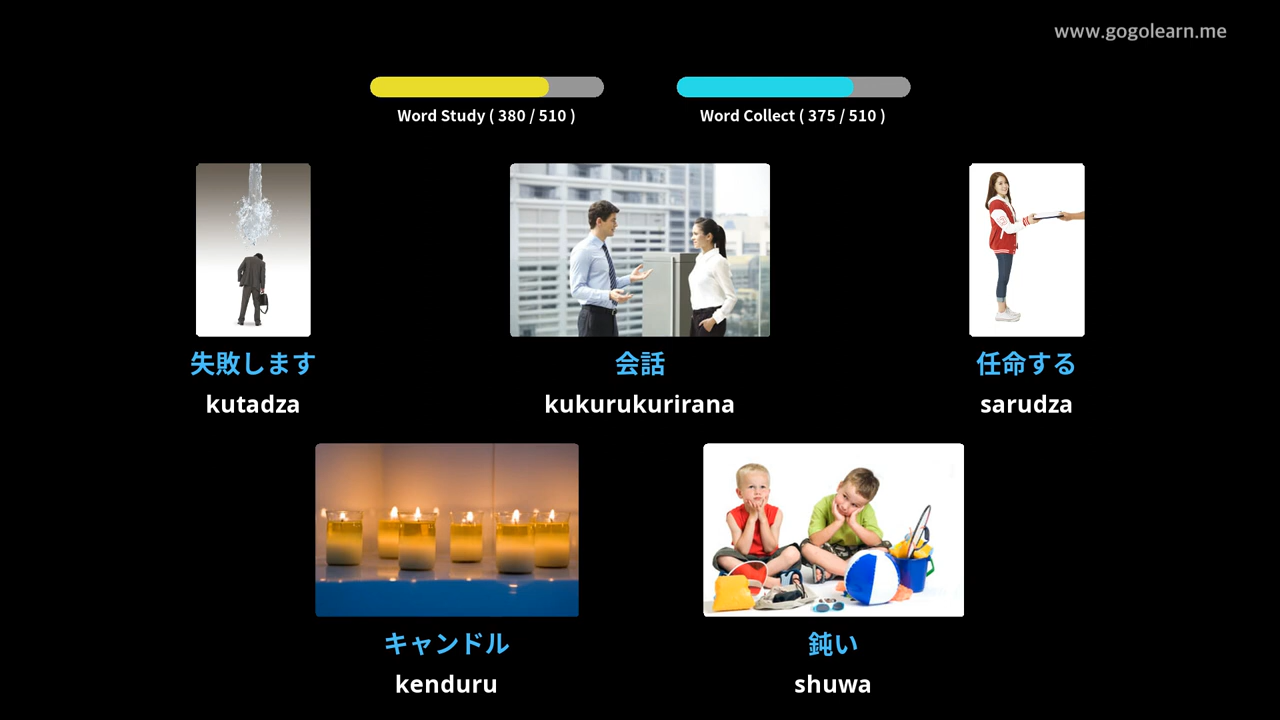 www.gogolearn.me
Word Study ( 380 / 510 )
Word Collect ( 375 / 510 )
失敗します
kutadza
会話
kukurukurirana
任命する
sarudza
キャンドル
kenduru
鈍い
shuwa